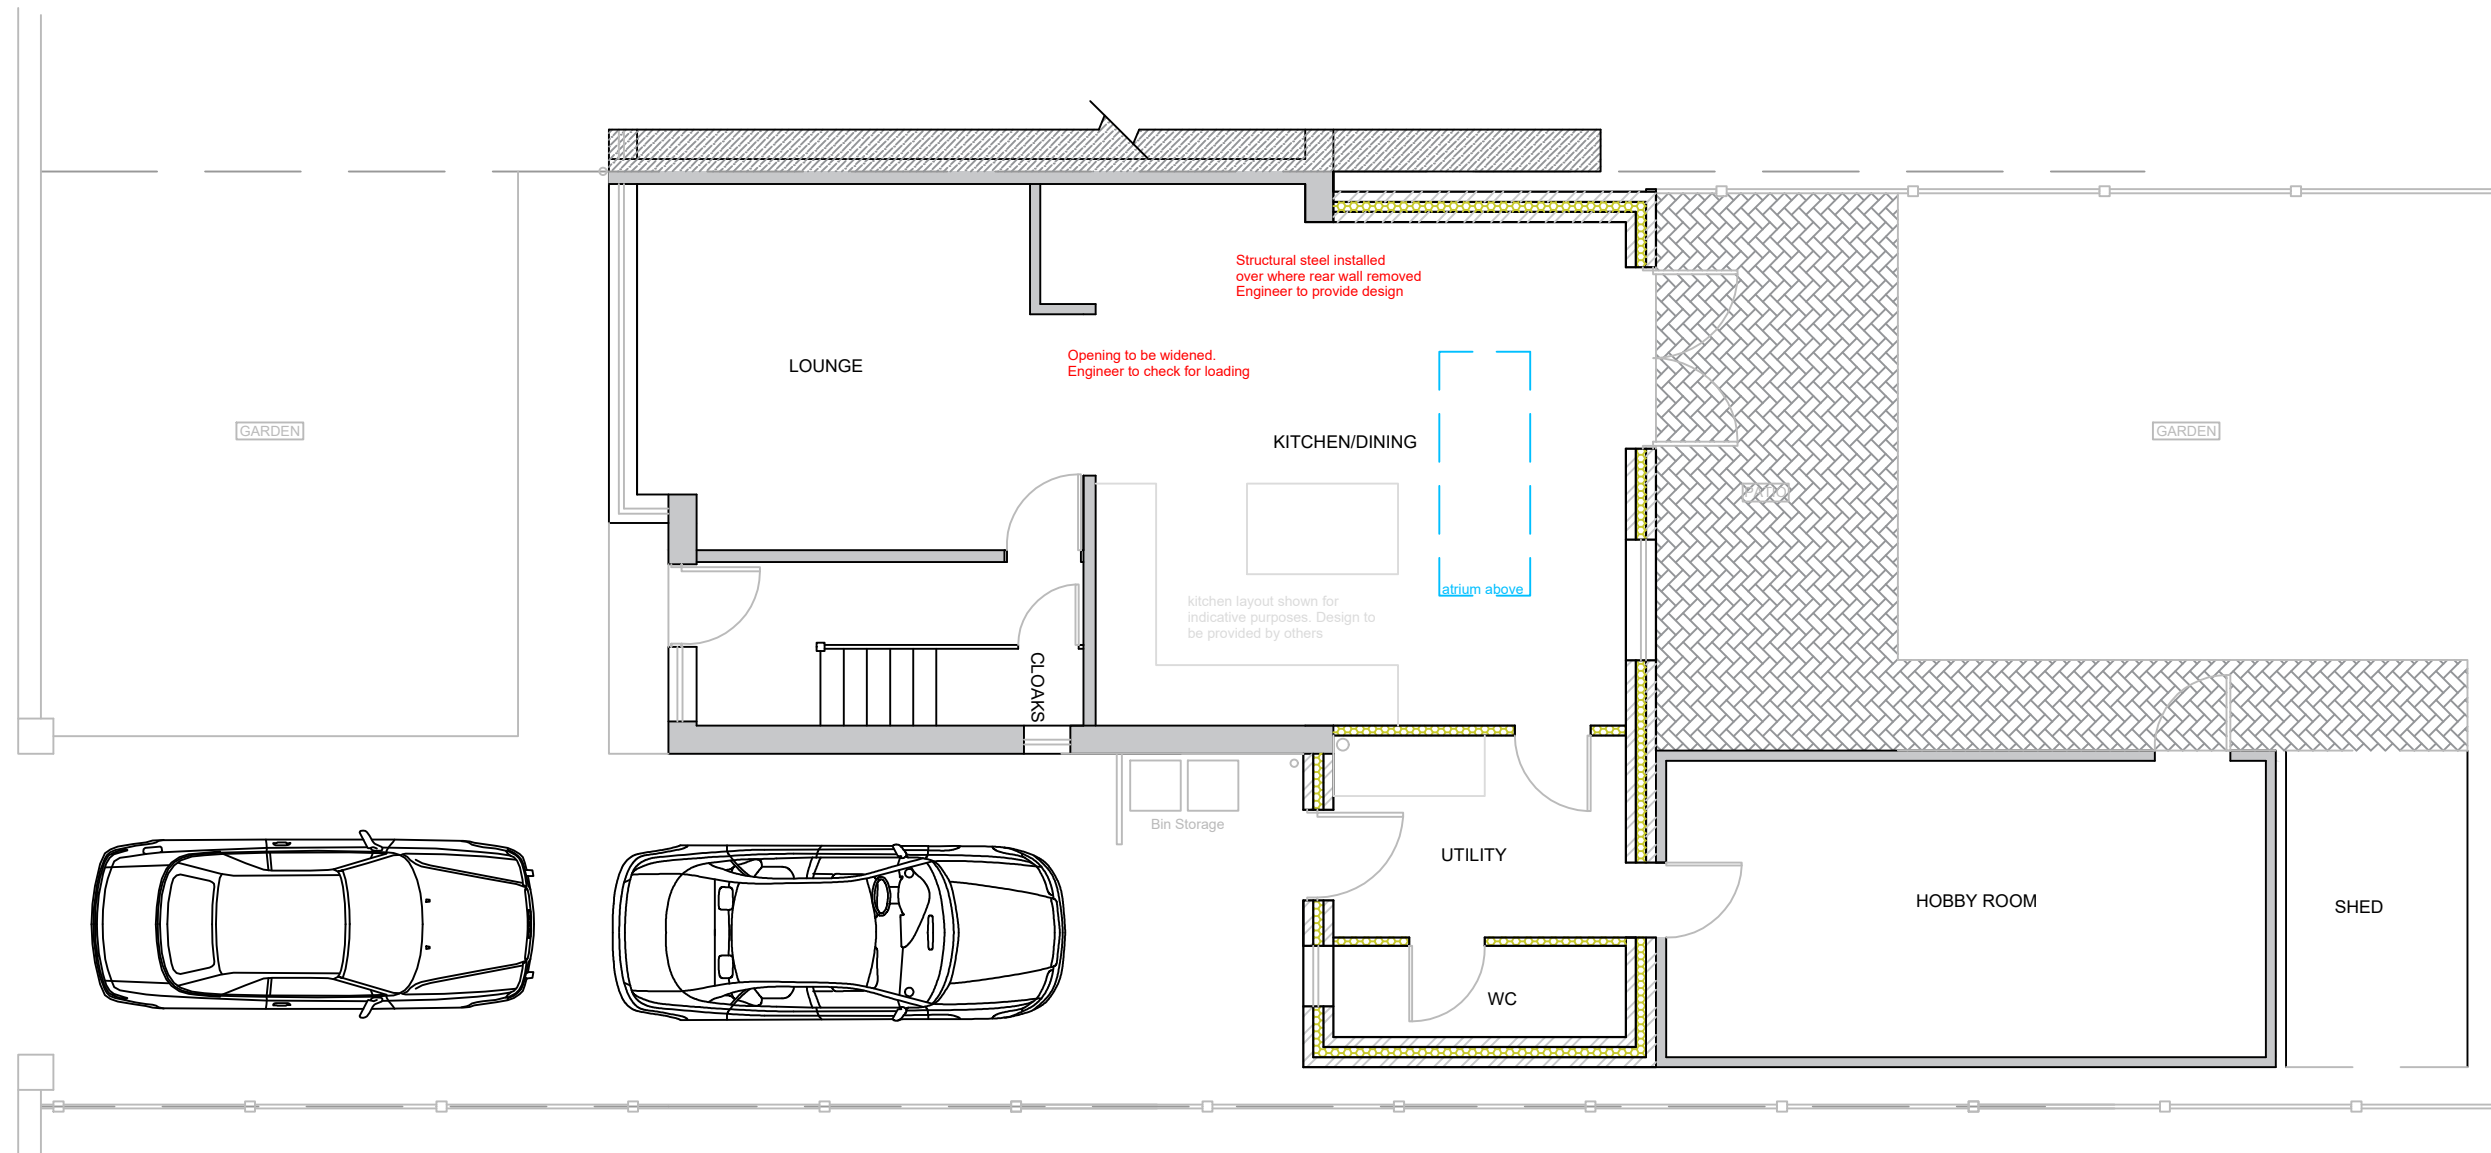 Structural steel installed
over where rear wall removed
Engineer to provide design
Opening to be widened.
Engineer to check for loading
LOUNGE
GARDEN
KITCHEN/DINING
GARDEN
PATIO
atrium above
kitchen layout shown for
indicative purposes. Design to
be provided by others
CLOAKS
Bin Storage
UTILITY
HOBBY ROOM
SHED
WC